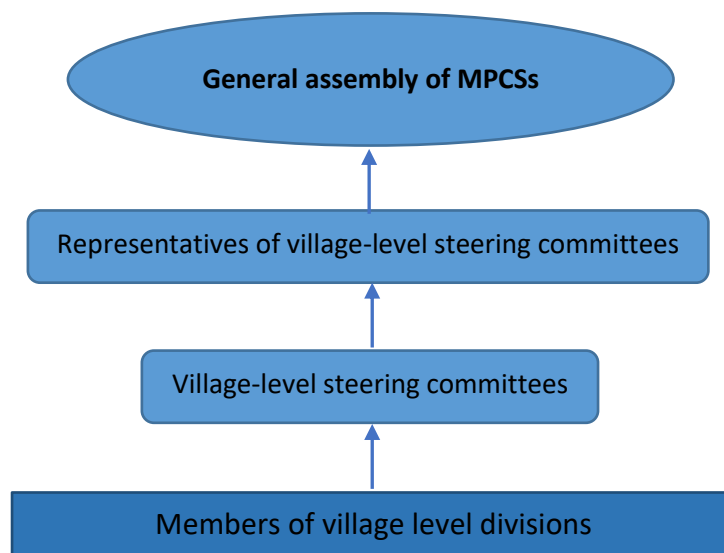 General assembly of MPCSs
Representatives of village-level steering committees
Village-level steering committees
Members of village level divisions